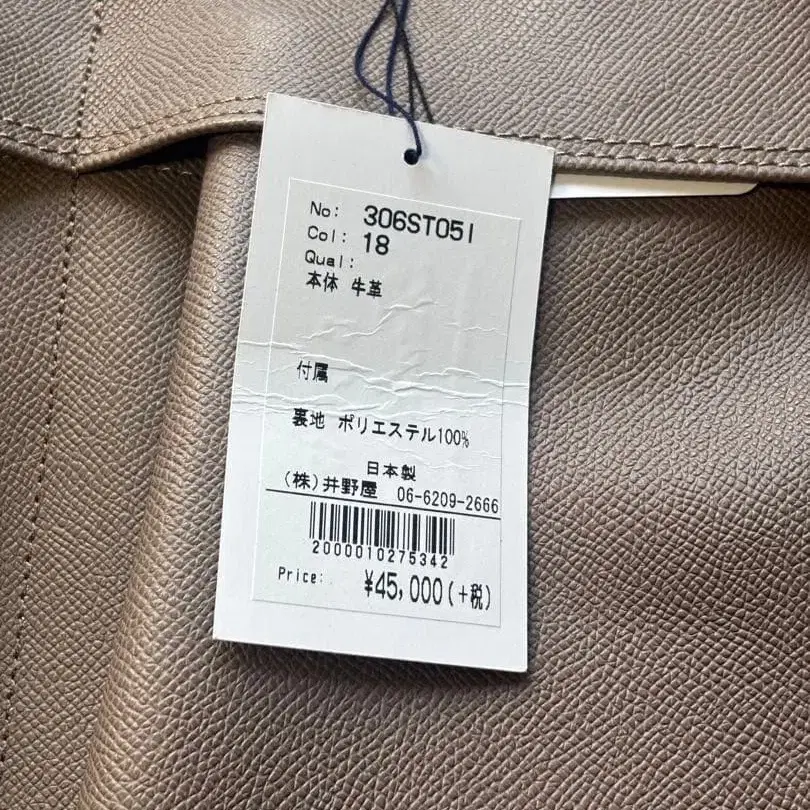 No: 306ST051
Col: 18
Qual:
本体 牛革
付属
裏地 ポリエステル100%
日本製
(株)井野屋 06-6209-2666
2000010275342
Price: ¥45,000(+税)